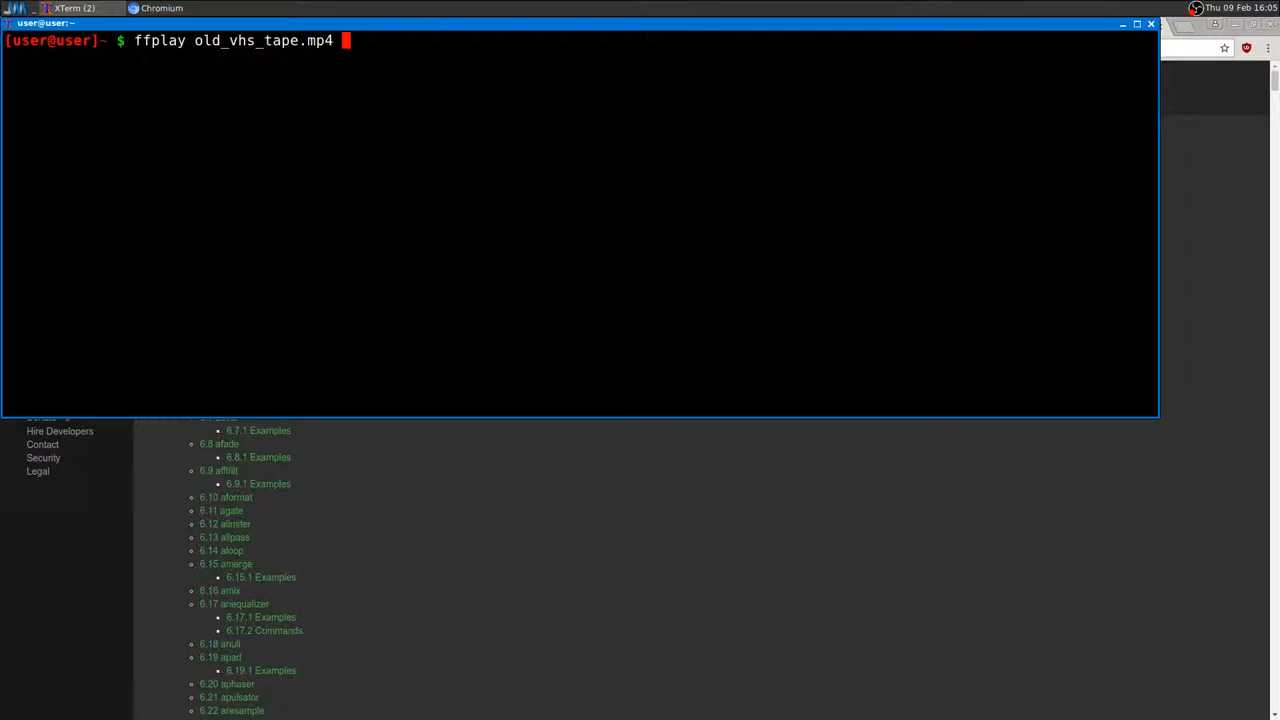 XTerm (2)
Chromium
Thu 09 Feb 16:05
user@user:~
[user@user]~ $ ffplay old_vhs_tape.mp4
Hire Developers
Contact
Security
Legal
6.7.1 Examples
6.8 afade
6.8.1 Examples
6.9 afftfilt
6.9.1 Examples
6.10 aformat
6.11 agate
6.12 alimiter
6.13 allpass
6.14 aloop
6.15 amerge
6.15.1 Examples
6.16 amix
6.17 anequalizer
6.17.1 Examples
6.17.2 Commands
6.18 anull
6.19 apad
6.19.1 Examples
6.20 aphaser
6.21 apulsator
6.22 aresample